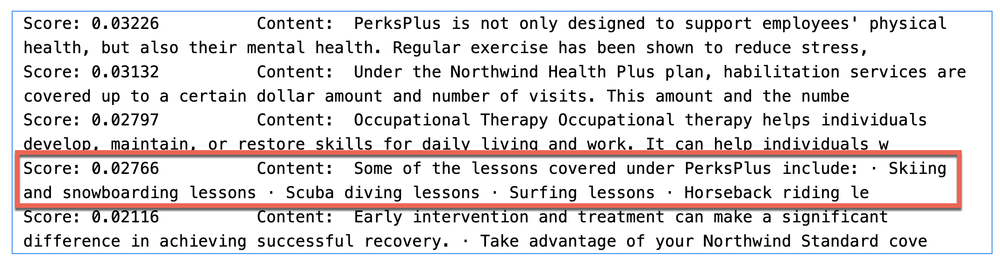 Score: 0.03226 Content: PerksPlus is not only designed to support employees' physical
health, but also their mental health. Regular exercise has been shown to reduce stress,
Score: 0.03132 Content: Under the Northwind Health Plus plan, habilitation services are
covered up to a certain dollar amount and number of visits. This amount and the numbe
Score: 0.02797 Content: Occupational Therapy Occupational therapy helps individuals
develop, maintain, or restore skills for daily living and work. It can help individuals w
Score: 0.02766 Content: Some of the lessons covered under PerksPlus include: · Skiing
and snowboarding lessons · Scuba diving lessons · Surfing lessons · Horseback riding le
Score: 0.02116 Content: Early intervention and treatment can make a significant
difference in achieving successful recovery. · Take advantage of your Northwind Standard cove